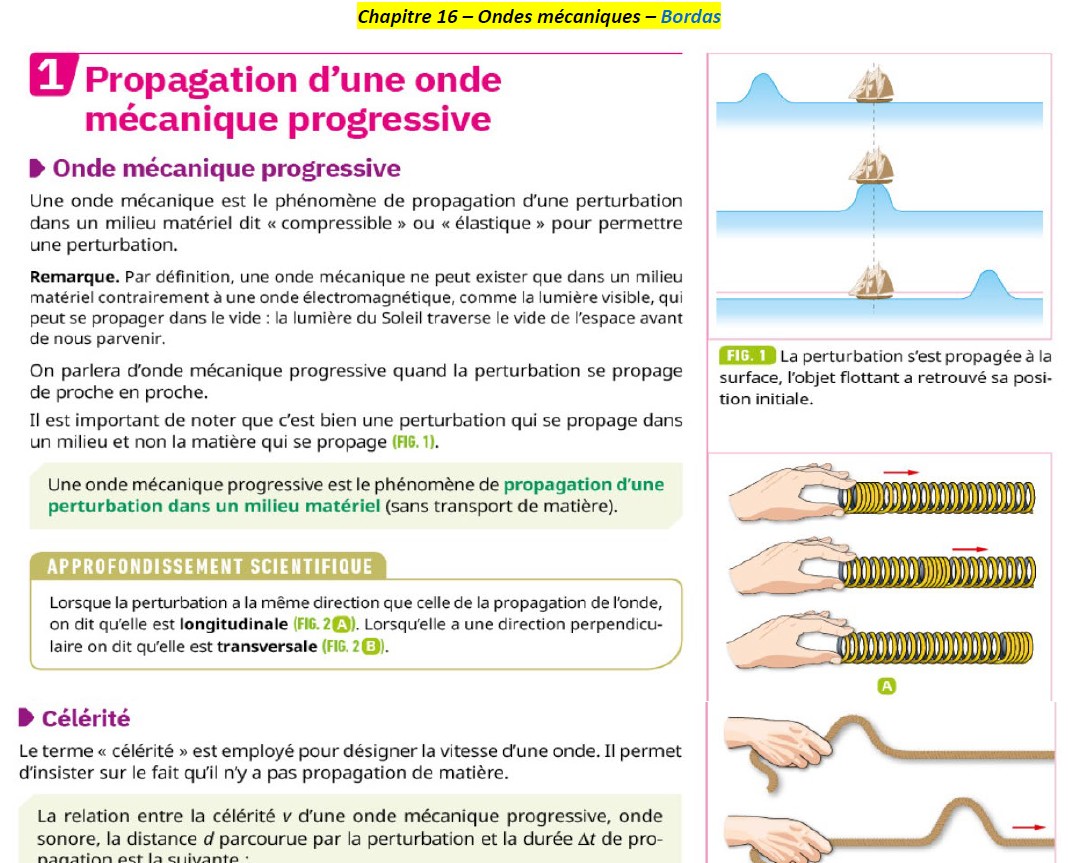 Chapitre 16 – Ondes mécaniques – Bordas
1 Propagation d’une onde
mécanique progressive
Onde mécanique progressive
Une onde mécanique est le phénomène de propagation d’une perturbation
dans un milieu matériel dit « compressible » ou « élastique » pour permettre
une perturbation.
Remarque. Par définition, une onde mécanique ne peut exister que dans un milieu
matériel contrairement à une onde électromagnétique, comme la lumière visible, qui
peut se propager dans le vide : la lumière du Soleil traverse le vide de l’espace avant
de nous parvenir.
On parlera d’onde mécanique progressive quand la perturbation se propage
de proche en proche.
Il est important de noter que c’est bien une perturbation qui se propage dans
un milieu et non la matière qui se propage (FIG. 1).
Une onde mécanique progressive est le phénomène de propagation d’une
perturbation dans un milieu matériel (sans transport de matière).
APPROFONDISSEMENT SCIENTIFIQUE
Lorsque la perturbation a la même direction que celle de la propagation de l’onde,
on dit qu’elle est longitudinale (FIG. 2 A). Lorsqu’elle a une direction perpendicu-
laire on dit qu’elle est transversale (FIG. 2 B).
Célérité
Le terme « célérité » est employé pour désigner la vitesse d’une onde. Il permet
d’insister sur le fait qu’il n’y a pas propagation de matière.
La relation entre la célérité v d’une onde mécanique progressive, onde
sonore, la distance d parcourue par la perturbation et la durée Δt de pro-
pagation est la suivante :
FIG. 1 La perturbation s’est propagée à la
surface, l’objet flottant a retrouvé sa posi-
tion initiale.
A